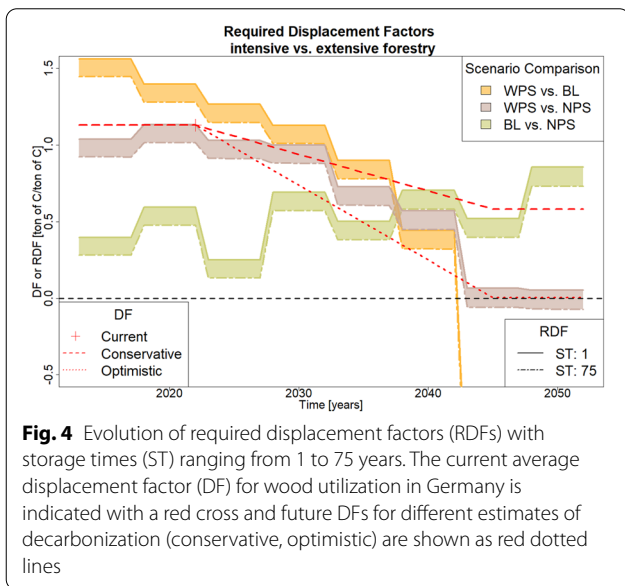 Required Displacement Factors
intensive vs. extensive forestry
DF or RDF [ton of C/ton of C]
1.5
1.0
0.5
0.0
-0.5
Scenario Comparison
WPS vs. BL
WPS vs. NPS
BL vs. NPS
DF
Current
Conservative
Optimistic
RDF
ST: 1
ST: 75
2020
2030
2040
2050
Time [years]
Fig. 4 Evolution of required displacement factors (RDFs) with
storage times (ST) ranging from 1 to 75 years. The current average
displacement factor (DF) for wood utilization in Germany is
indicated with a red cross and future DFs for different estimates of
decarbonization (conservative, optimistic) are shown as red dotted
lines